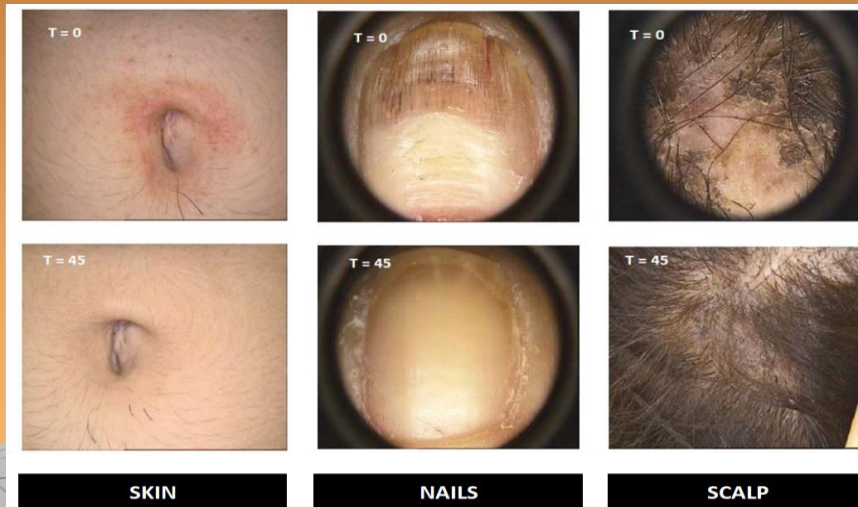 T = 0
T = 0
T = 0
T = 45
T = 45
T = 45
SKIN
NAILS
SCALP